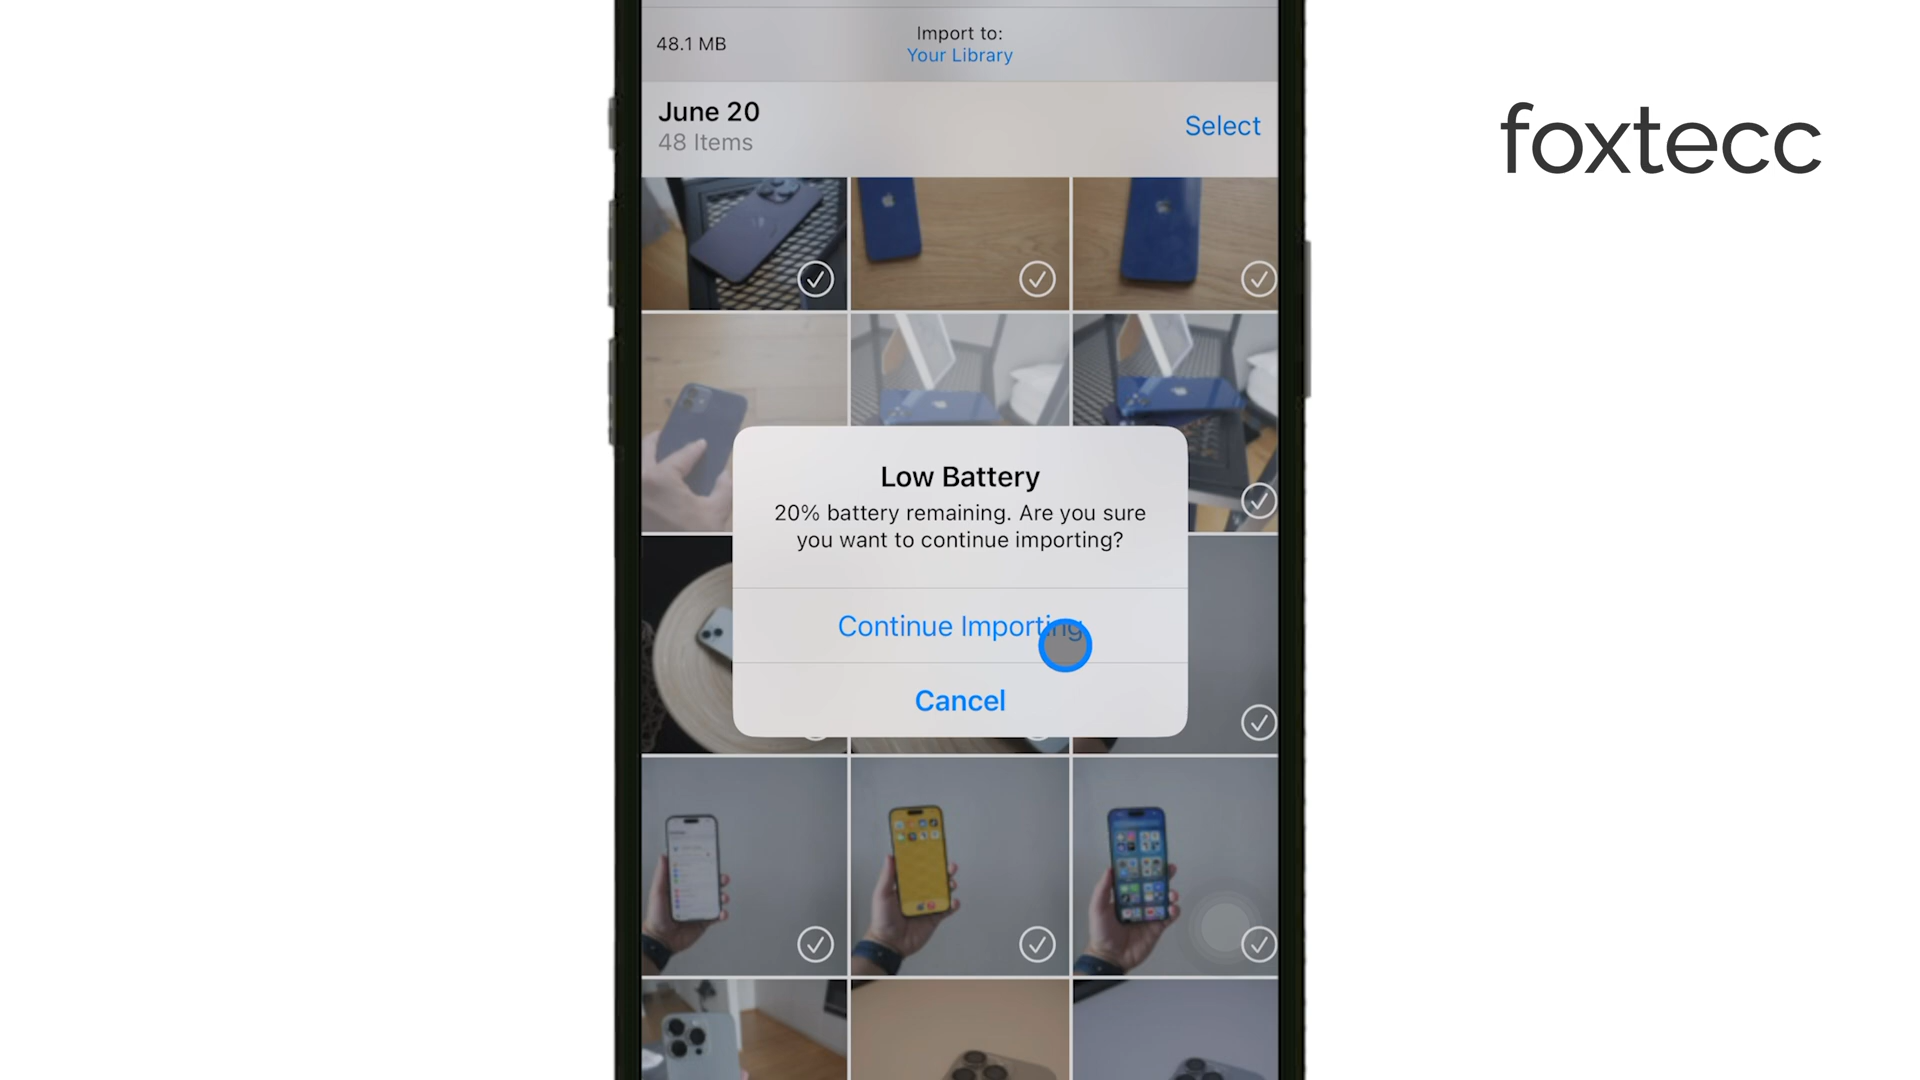 48.1 MB
Import to:
Your Library
June 20
48 Items
Select
foxtecc
Low Battery
20% battery remaining. Are you sure
you want to continue importing?
Continue Importing
Cancel